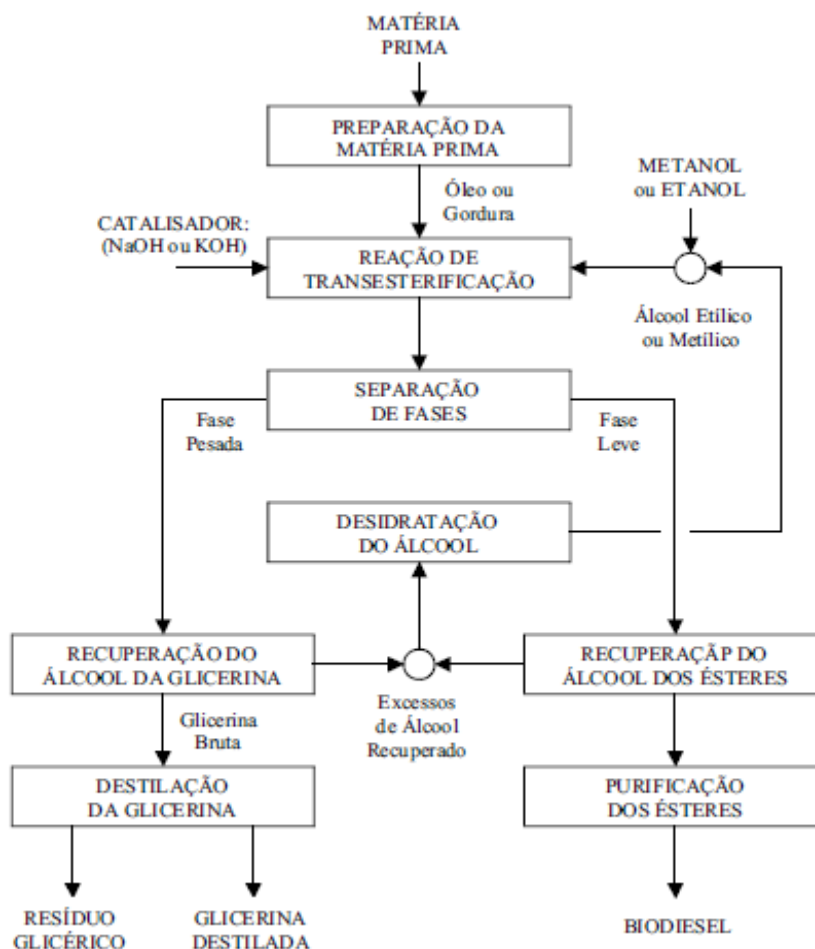 MATÉRIA
PRIMA
PREPARAÇÃO DA
MATÉRIA PRIMA
METANOL
ou ETANOL
Óleo ou
Gordura
CATALISADOR:
(NaOH ou KOH)
REAÇÃO DE
TRANSESTERIFICAÇÃO
Álcool Etílico
ou Metílico
SEPARAÇÃO
DE FASES
Fase
Pesada
Fase
Leve
DESIDRATAÇÃO
DO ÁLCOOL
RECUPERAÇÃO DO
ÁLCOOL DA GLICERINA
RECUPERAÇÃP DO
ÁLCOOL DOS ÉSTERES
Excessos
de Álcool
Recuperado
Glicerina
Bruta
DESTILAÇÃO
DA GLICERINA
PURIFICAÇÃO
DOS ÉSTERES
RESÍDUO
GLICÉRICO
GLICERINA
DESTILADA
BIODIESEL